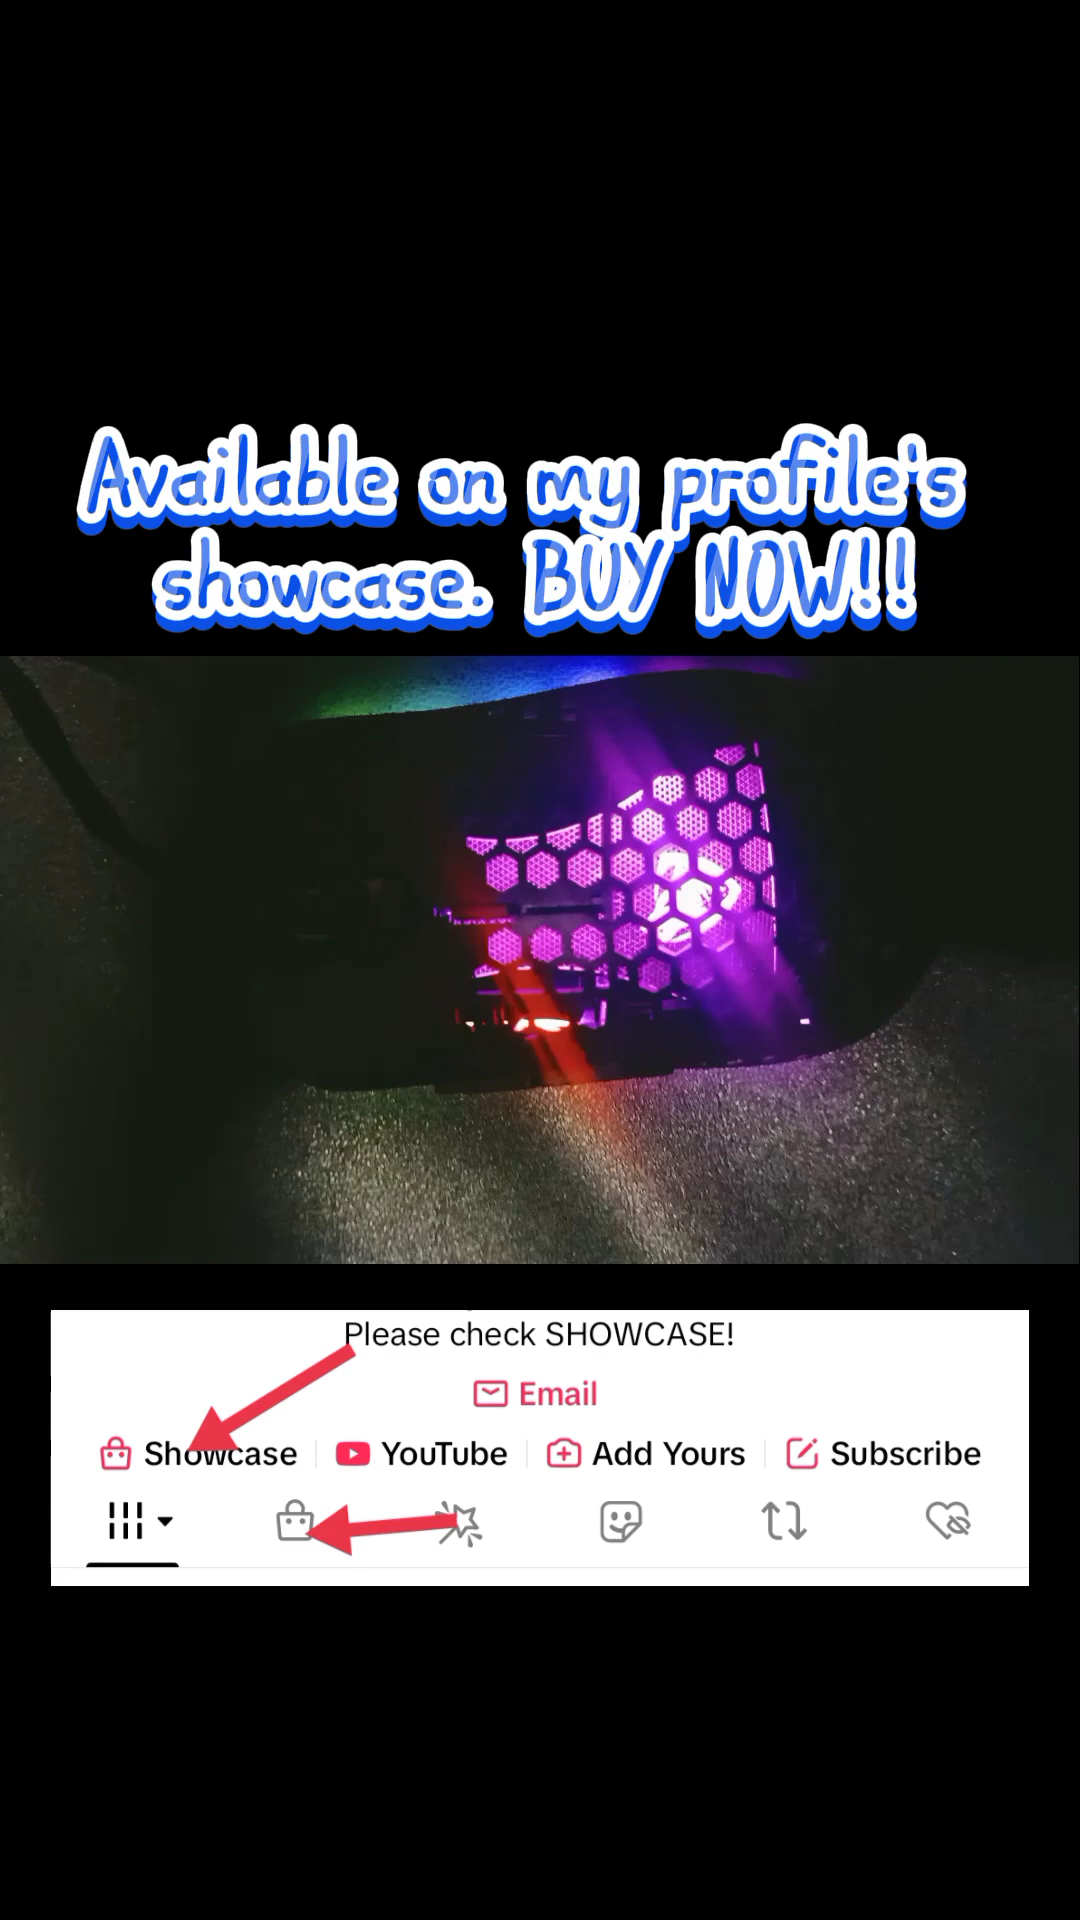 Available on my profile's
showcase. BUY NOW!!
Please check SHOWCASE!
Email
Showcase YouTube Add Yours Subscribe